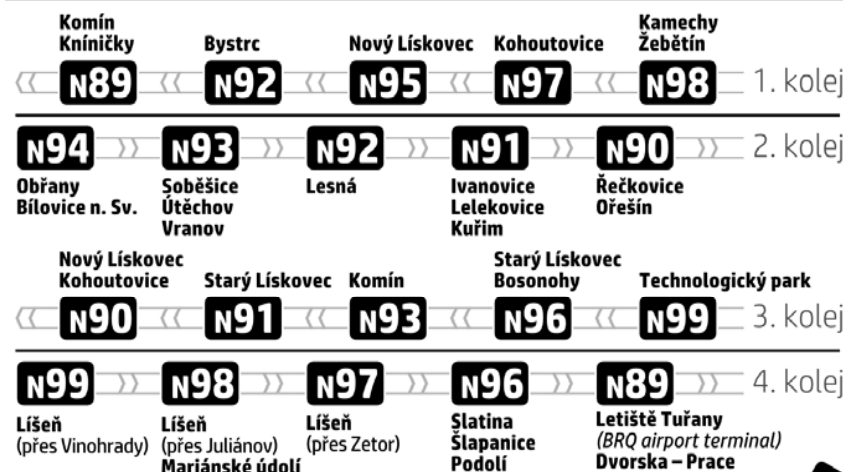 Komín
Kníničky
Bystrc
Nový Lískovec
Kohoutovice
Kamechy
Žebětín
N89 N92 N95 N97 N98 1. kolej
N94 N93 N92 N91 N90 2. kolej
Obřany
Bílovice n. Sv.
Soběšice
Útěchov
Vranov
Lesná
Ivanovice
Lelekovice
Kuřim
Řečkovice
Ořešín
Nový Lískovec
Kohoutovice
Starý Lískovec
Komín
Starý Lískovec
Bosonohy
Technologický park
N90 N91 N93 N96 N99 3. kolej
N99 N98 N97 N96 N89 4. kolej
Líšeň
(přes Vinohrady)
Líšeň
(přes Juliánov)
Mariánské údolí
Líšeň
(přes Zetor)
Slatina
Šlapanice
Podolí
Letiště Tuřany
(BRQ airport terminal)
Dvorska – Prace